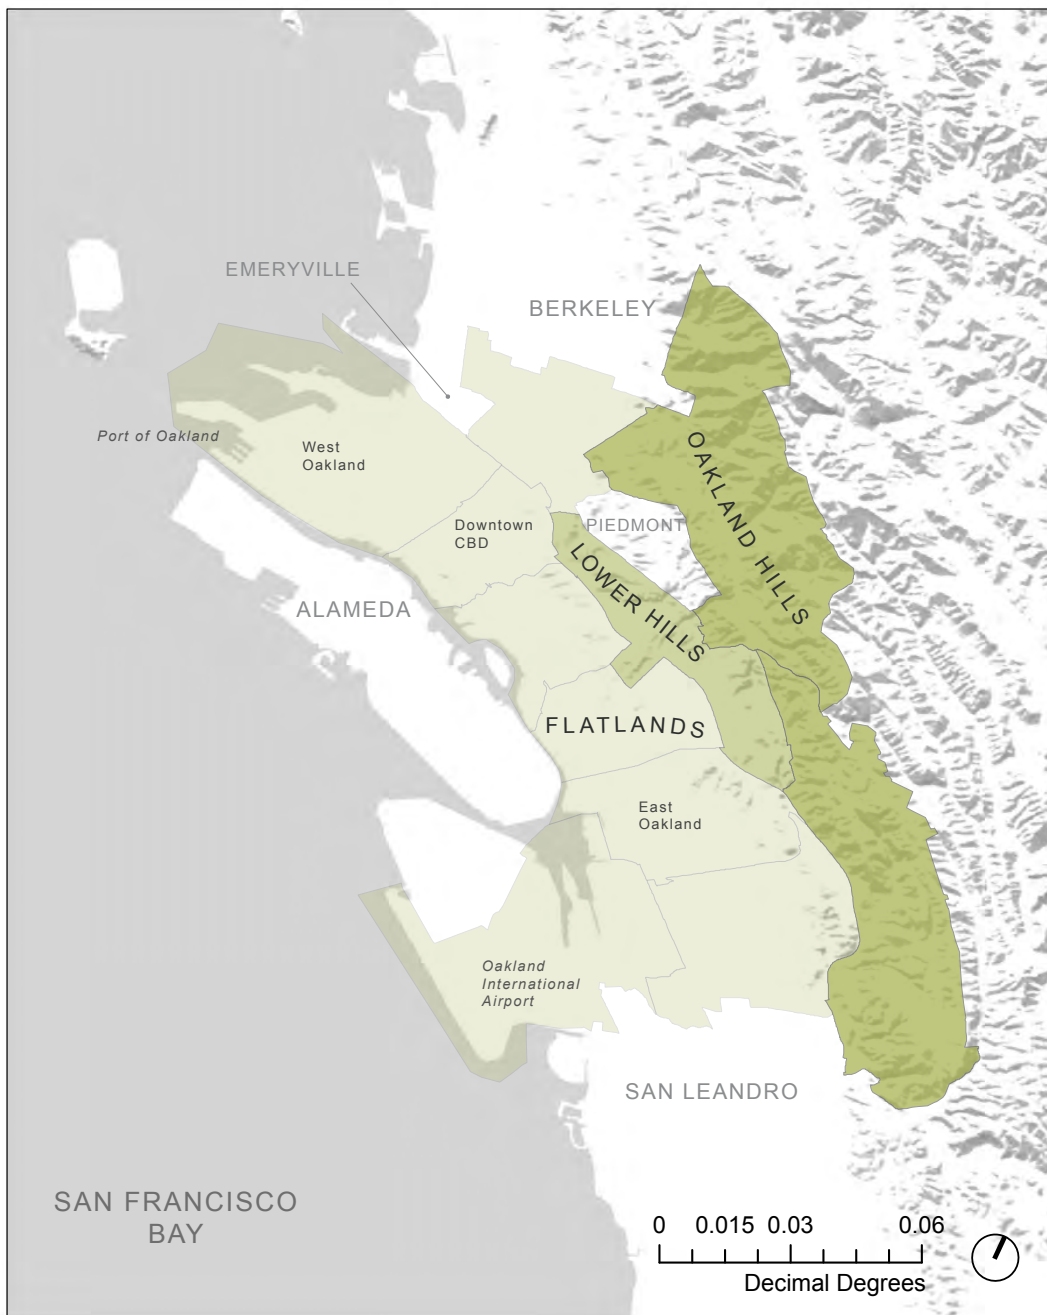 EMERYVILLE
BERKELEY
Port of Oakland
West
Oakland
OAKLAND HILLS
Downtown
CBD
PIEDMONT
LOWER HILLS
ALAMEDA
FLATLANDS
East
Oakland
Oakland
International
Airport
SAN LEANDRO
SAN FRANCISCO
BAY
0 0.015 0.03 0.06
Decimal Degrees